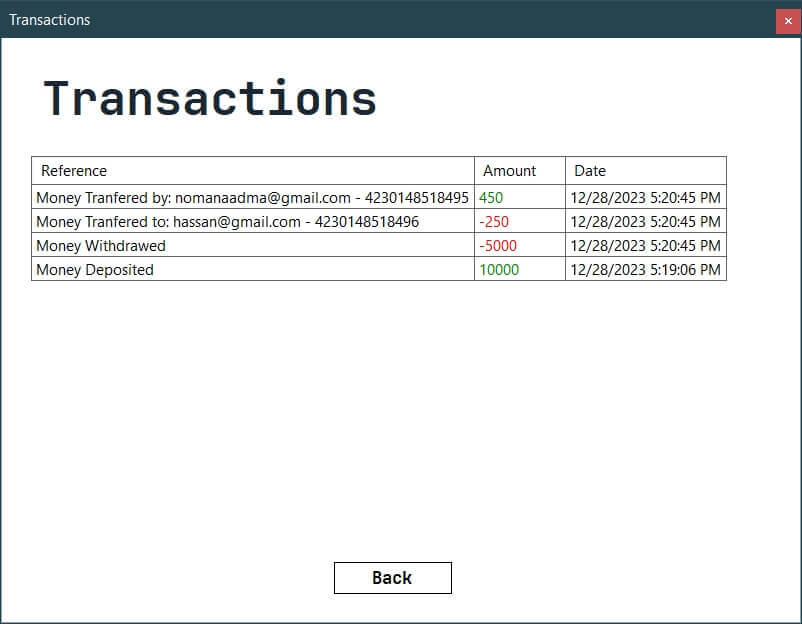 Transactions
×
Transactions
Reference Amount Date
Money Tranfered by: nomanaadma@gmail.com - 4230148518495 450 12/28/2023 5:20:45 PM
Money Tranfered to: hassan@gmail.com - 4230148518496 -250 12/28/2023 5:20:45 PM
Money Withdrawed -5000 12/28/2023 5:20:45 PM
Money Deposited 10000 12/28/2023 5:19:06 PM
Back